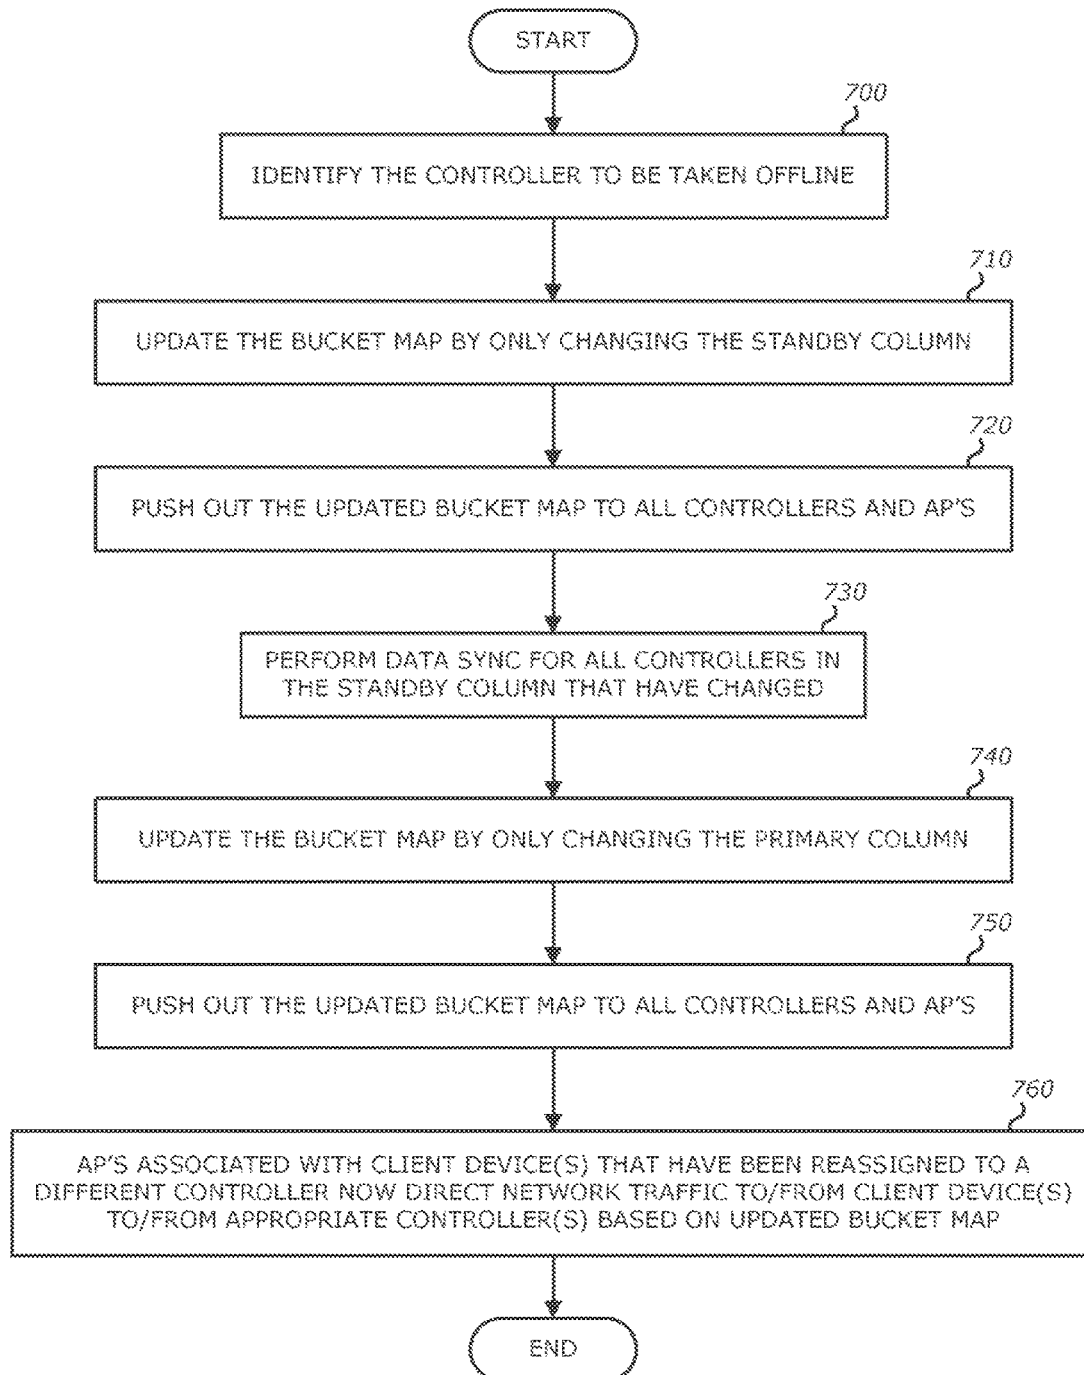 START
700
IDENTIFY THE CONTROLLER TO BE TAKEN OFFLINE
710
UPDATE THE BUCKET MAP BY ONLY CHANGING THE STANDBY COLUMN
720
PUSH OUT THE UPDATED BUCKET MAP TO ALL CONTROLLERS AND AP'S
730
PERFORM DATA SYNC FOR ALL CONTROLLERS IN
THE STANDBY COLUMN THAT HAVE CHANGED
740
UPDATE THE BUCKET MAP BY ONLY CHANGING THE PRIMARY COLUMN
750
PUSH OUT THE UPDATED BUCKET MAP TO ALL CONTROLLERS AND AP'S
760
AP'S ASSOCIATED WITH CLIENT DEVICE(S) THAT HAVE BEEN REASSIGNED TO A
DIFFERENT CONTROLLER NOW DIRECT NETWORK TRAFFIC TO/FROM CLIENT DEVICE(S)
TO/FROM APPROPRIATE CONTROLLER(S) BASED ON UPDATED BUCKET MAP
END